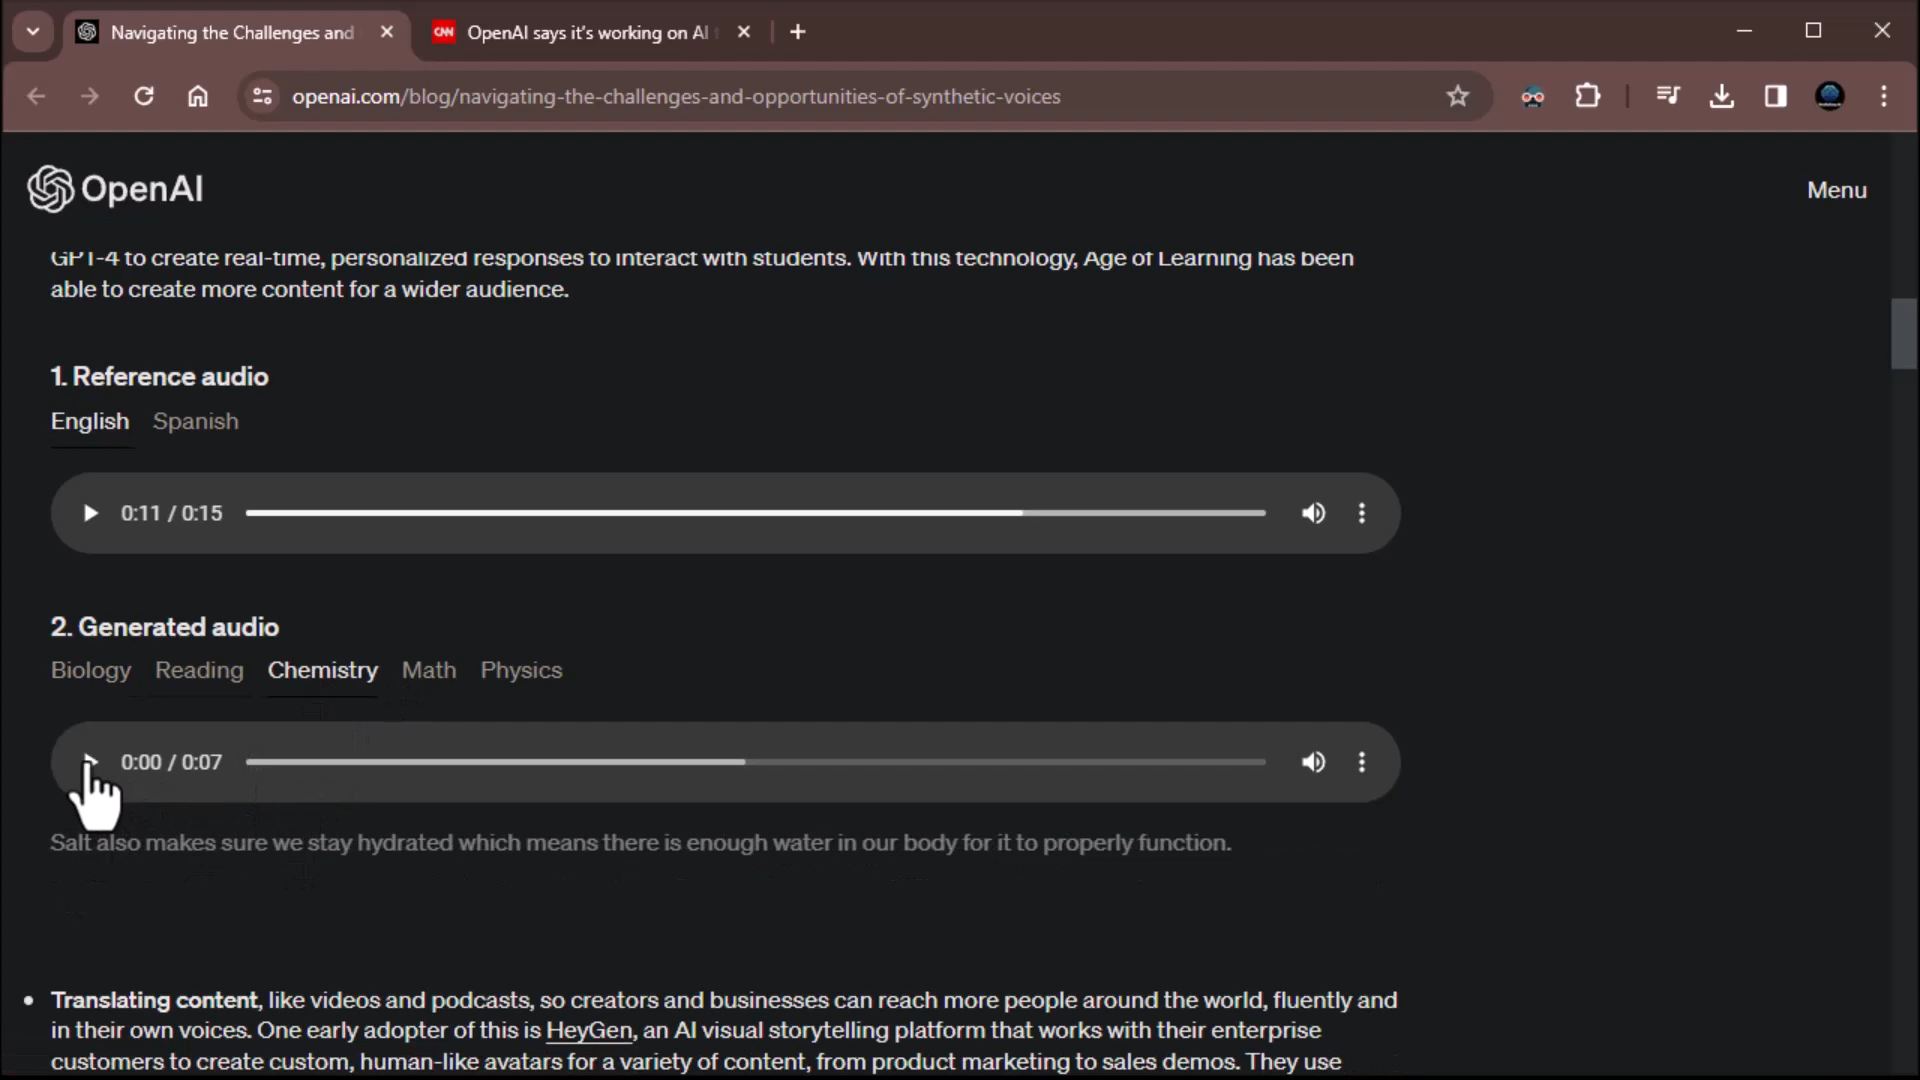 Navigating the Challenges and
CNN OpenAI says it's working on AI
openai.com/blog/navigating-the-challenges-and-opportunities-of-synthetic-voices
OpenAI
Menu
GPT-4 to create real-time, personalized responses to interact with students. With this technology, Age of Learning has been
able to create more content for a wider audience.
1. Reference audio
English Spanish
0:11 / 0:15
2. Generated audio
Biology Reading Chemistry Math Physics
0:00 / 0:07
Salt also makes sure we stay hydrated which means there is enough water in our body for it to properly function.
• Translating content, like videos and podcasts, so creators and businesses can reach more people around the world, fluently and
in their own voices. One early adopter of this is HeyGen, an AI visual storytelling platform that works with their enterprise
customers to create custom, human-like avatars for a variety of content, from product marketing to sales demos. They use